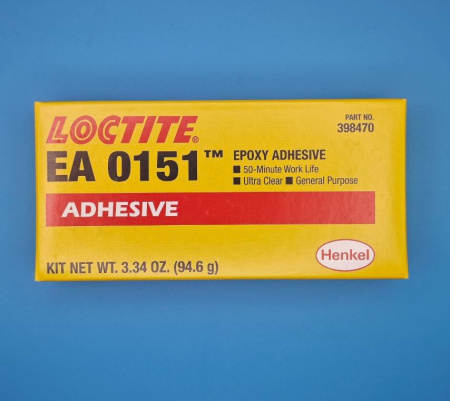 LOCTITE®
EA 0151™
PART NO.
398470
EPOXY ADHESIVE
■ 50-Minute Work Life
■ Ultra Clear ■ General Purpose
ADHESIVE
KIT NET WT. 3.34 OZ. (94.6 g)
Henkel